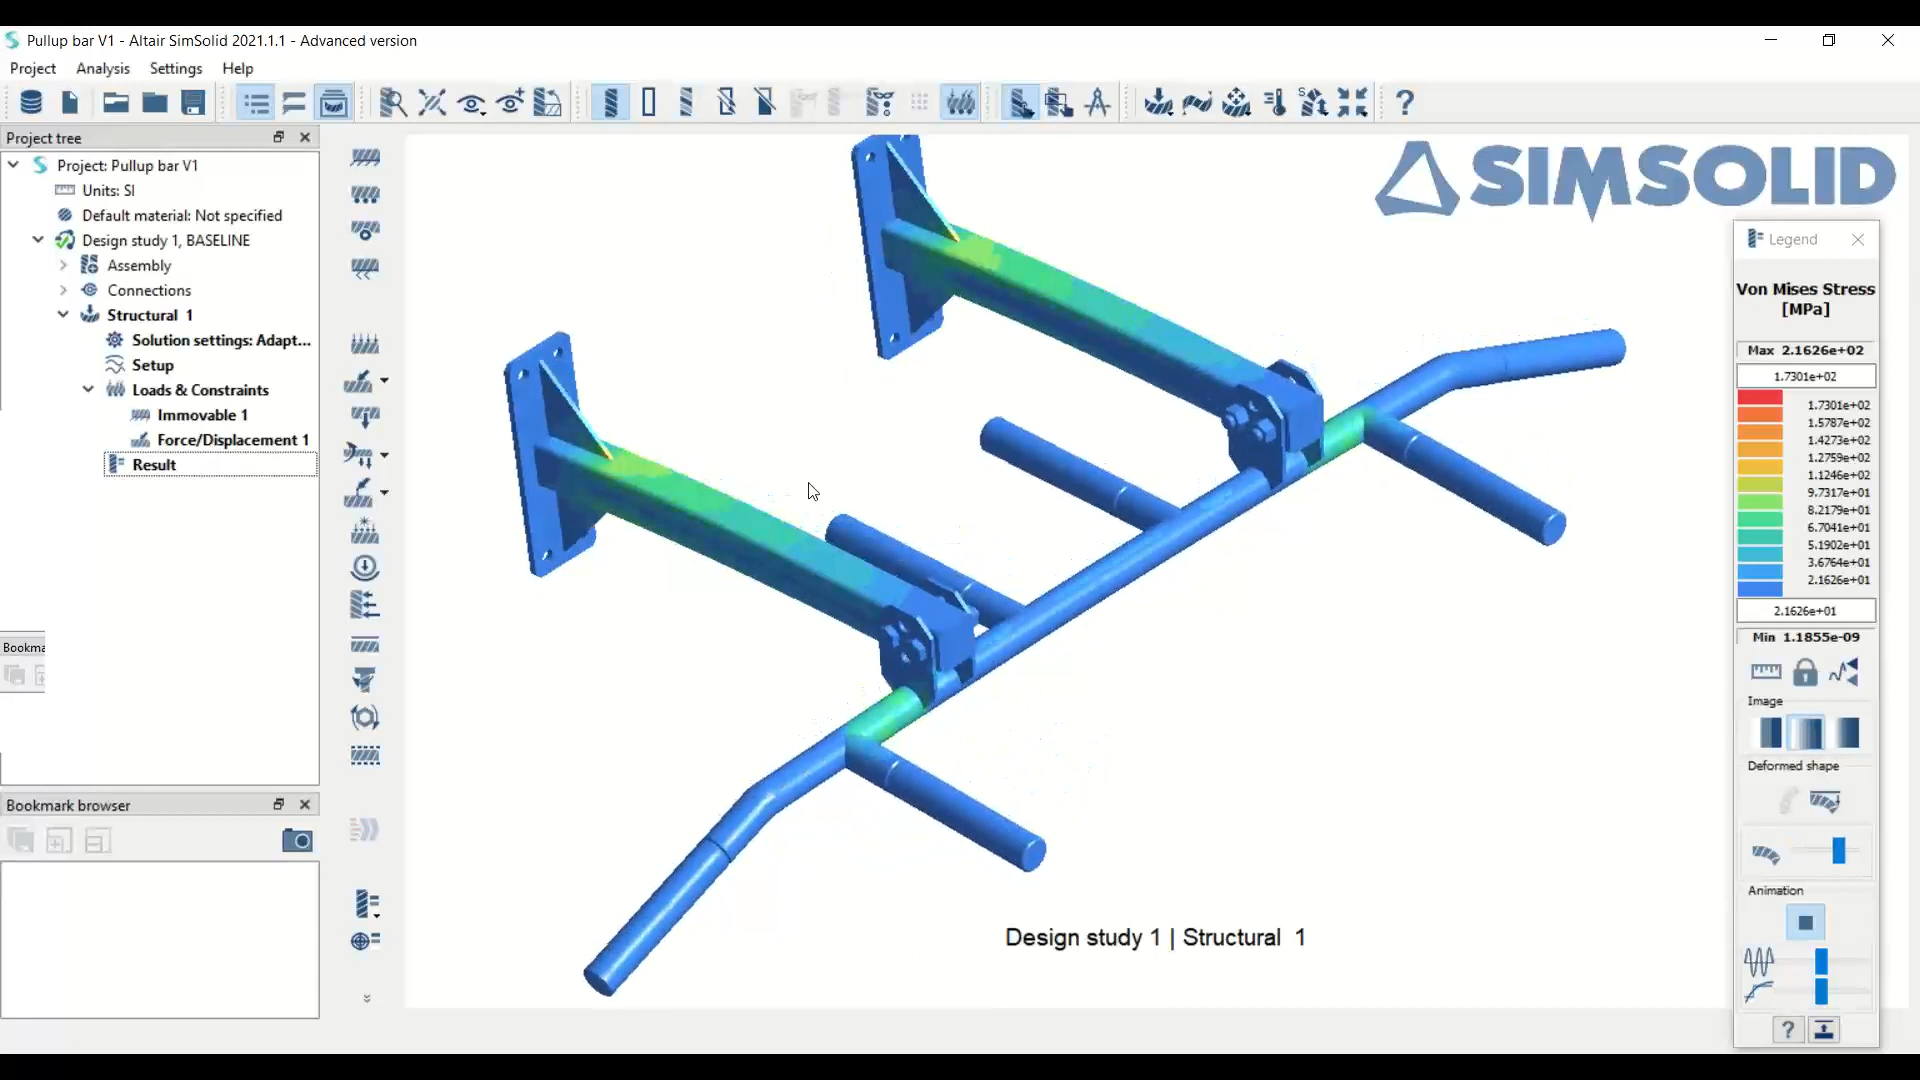 Pullup bar V1 - Altair SimSolid 2021.1.1 - Advanced version
Project Analysis Settings Help
Project tree
Project: Pullup bar V1
Units: SI
Default material: Not specified
Design study 1, BASELINE
Assembly
Connections
Structural 1
Solution settings: Adapt...
Setup
Loads & Constraints
Immovable 1
Force/Displacement 1
Result
Bookma
Bookmark browser
SIMSOLID
Design study 1 | Structural 1
Legend
Von Mises Stress
[MPa]
Max 2.1626e+02
1.7301e+02
1.7301e+02
1.5787e+02
1.4273e+02
1.2759e+02
1.1246e+02
9.7317e+01
8.2179e+01
6.7041e+01
5.1902e+01
3.6764e+01
2.1626e+01
2.1626e+01
Min 1.1855e-09
Image
Deformed shape
Animation